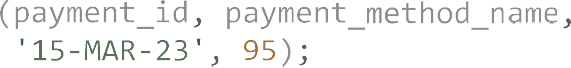 (payment_id, payment_method_name,
'15-MAR-23', 95);